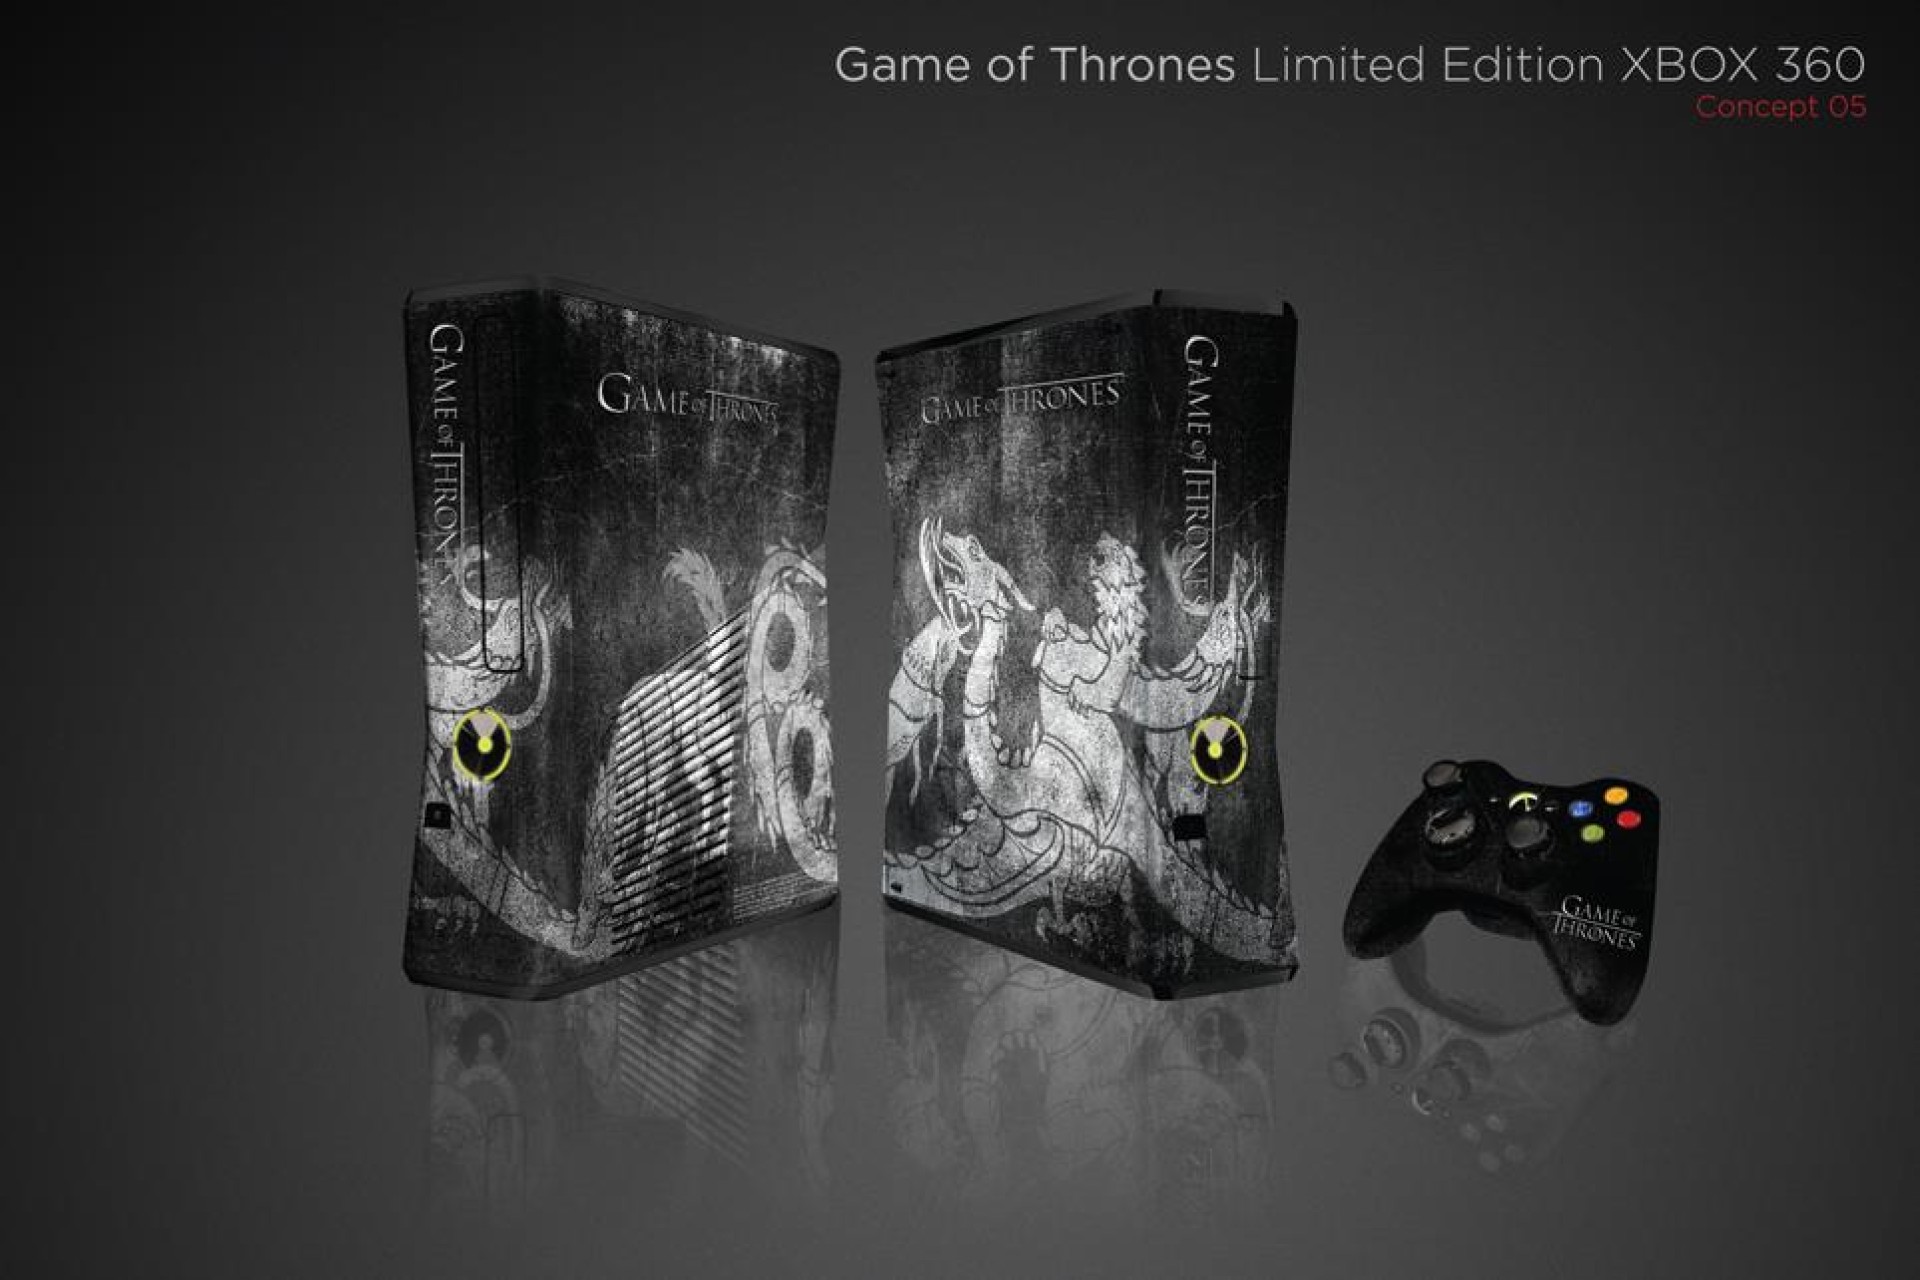 Game of Thrones Limited Edition XBOX 360
Concept 05
GAME OF THRONES
GAME OF THRONES
GAME OF THRONES
GAME OF THRONES
GAME OF
THRONES